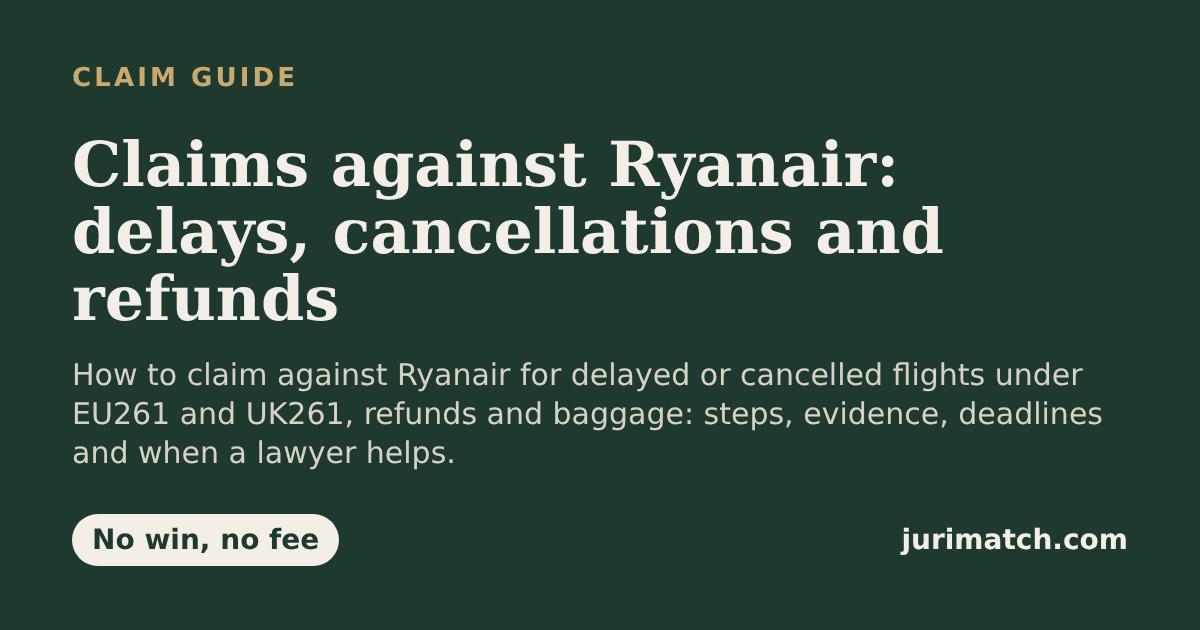 CLAIM GUIDE
Claims against Ryanair:
delays, cancellations and
refunds
How to claim against Ryanair for delayed or cancelled flights under
EU261 and UK261, refunds and baggage: steps, evidence, deadlines
and when a lawyer helps.
No win, no fee
jurimatch.com